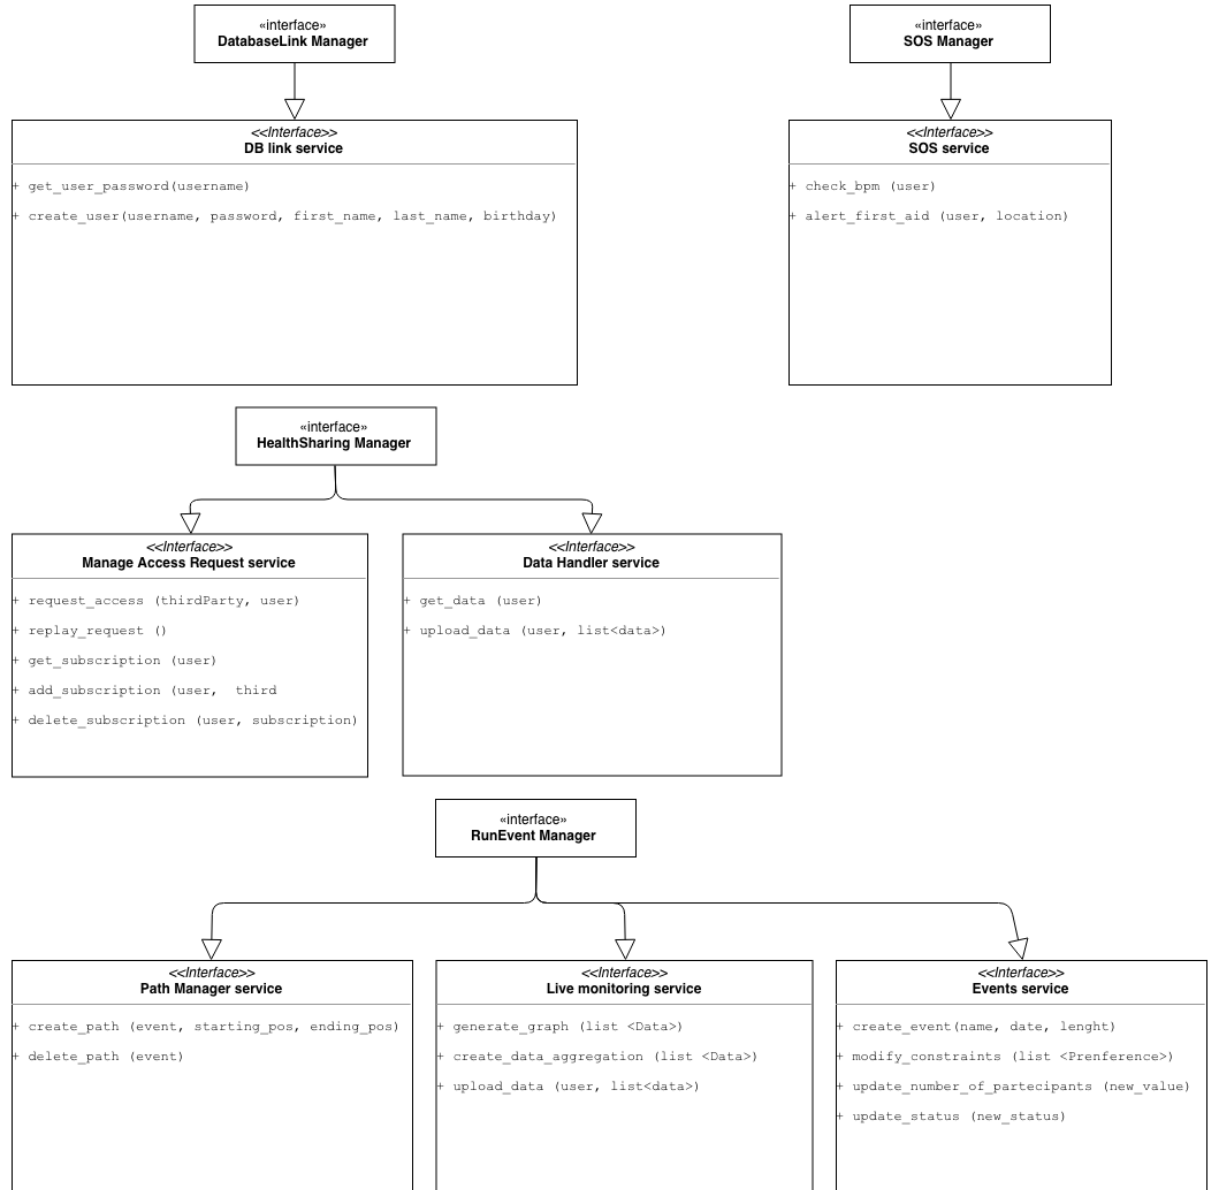 «interface»
DatabaseLink Manager
«interface»
SOS Manager
<<Interface>>
DB link service
+ get_user_password(username)
+ create_user(username, password, first_name, last_name, birthday)
<<Interface>>
SOS service
+ check_bpm (user)
+ alert_first_aid (user, location)
«interface»
HealthSharing Manager
<<Interface>>
Manage Access Request service
+ request_access (thirdParty, user)
+ replay_request ()
+ get_subscription (user)
+ add_subscription (user, third
+ delete_subscription (user, subscription)
<<Interface>>
Data Handler service
+ get_data (user)
+ upload_data (user, list<data>)
«interface»
RunEvent Manager
<<Interface>>
Path Manager service
+ create_path (event, starting_pos, ending_pos)
+ delete_path (event)
<<Interface>>
Live monitoring service
+ generate_graph (list <Data>)
+ create_data_aggregation (list <Data>)
+ upload_data (user, list<data>)
<<Interface>>
Events service
+ create_event(name, date, lenght)
+ modify_constraints (list <Prenference>)
+ update_number_of_partecipants (new_value)
+ update_status (new_status)